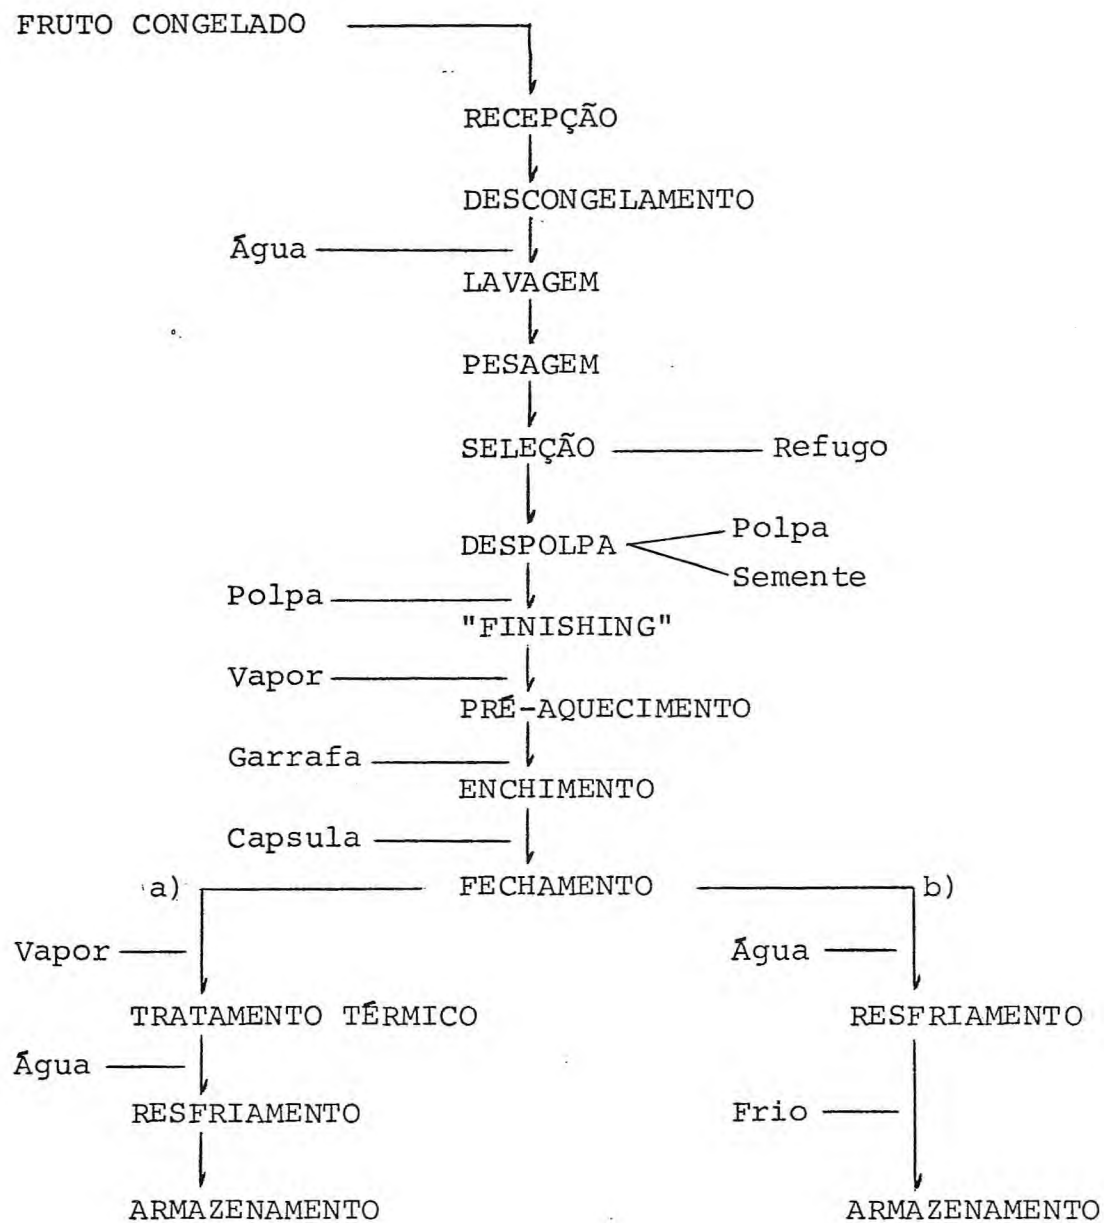 FRUTO CONGELADO
RECEPÇÃO
DESCONGELAMENTO
Água
LAVAGEM
PESAGEM
SELEÇÃO
Refugo
DESPOLPA
Polpa
Semente
Polpa
"FINISHING"
Vapor
PRÉ-AQUECIMENTO
Garrafa
ENCHIMENTO
Capsula
a)
FECHAMENTO
b)
Vapor
Água
TRATAMENTO TÉRMICO
RESFRIAMENTO
Água
RESFRIAMENTO
Frio
ARMAZENAMENTO
ARMAZENAMENTO